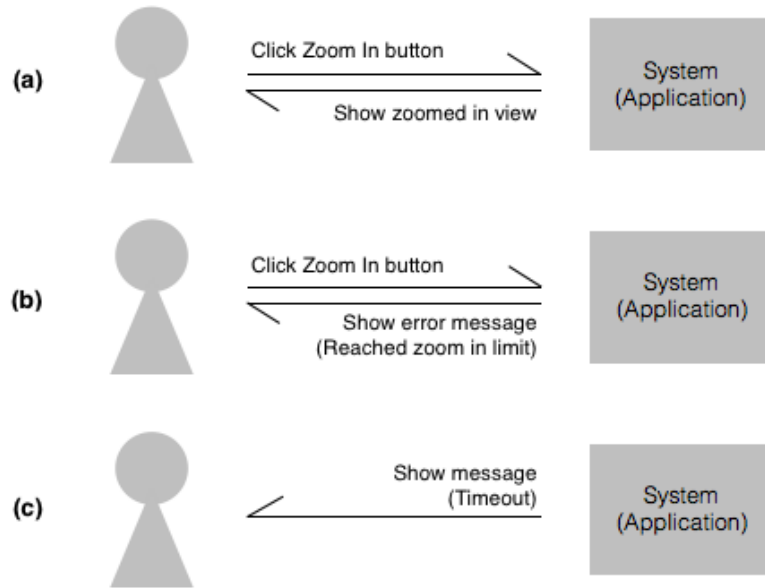 (a)
Click Zoom In button
Show zoomed in view
System
(Application)
(b)
Click Zoom In button
Show error message
(Reached zoom in limit)
System
(Application)
(c)
Show message
(Timeout)
System
(Application)